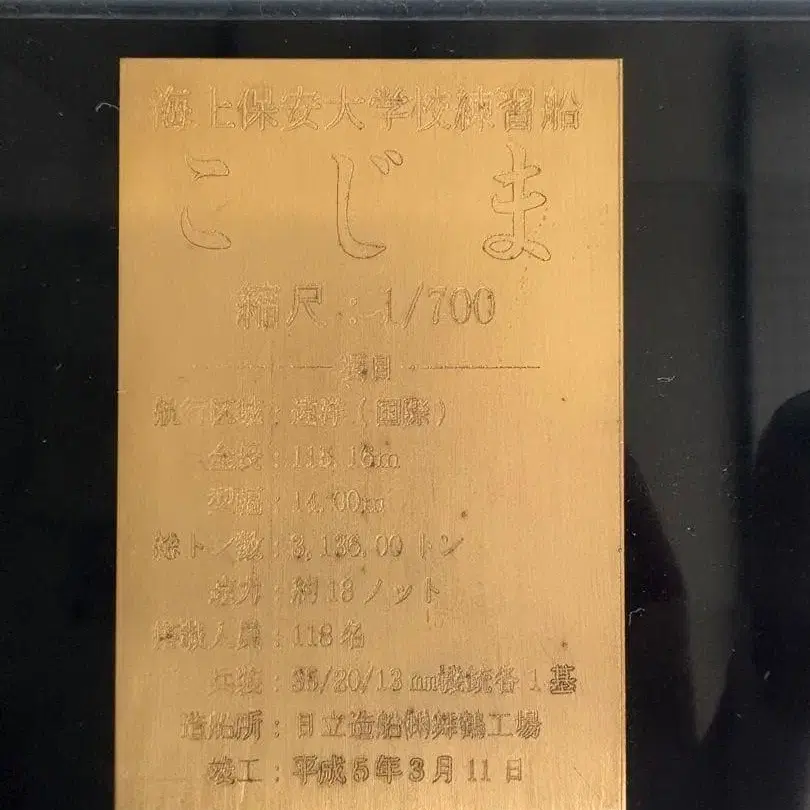 海上保安大学校練習船
こじま
縮尺：1/700
項目
航行区域：遠洋（国際）
全長：115.16m
型幅：14.00m
総トン数：3,136.00トン
速力：約18ノット
搭載人員：118名
兵装：35/20/13mm機銃各1基
造船所：日立造船㈱舞鶴工場
竣工：平成5年3月11日